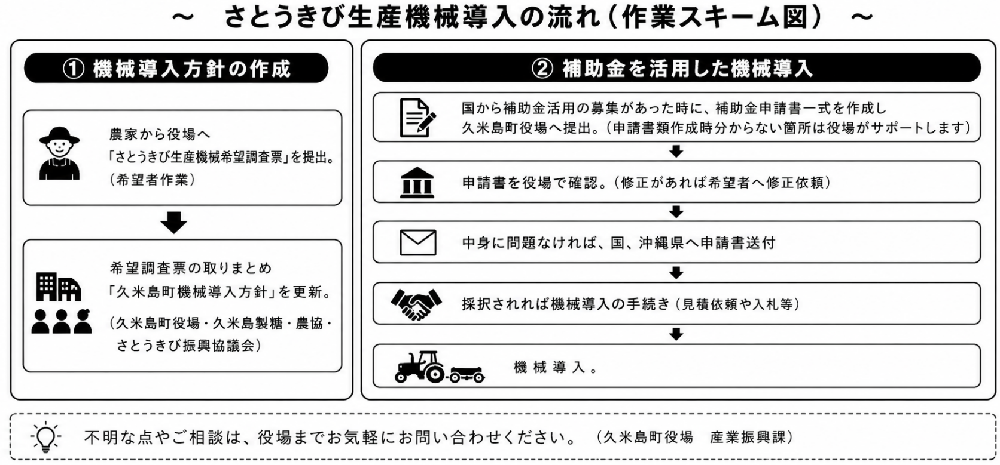 ～ さとうきび生産機械導入の流れ（作業スキーム図） ～
① 機械導入方針の作成
農家から役場へ
「さとうきび生産機械希望調査票」を提出。
（希望者作業）
希望調査票の取りまとめ
「久米島町機械導入方針」を更新。
（久米島町役場・久米島製糖・農協・
さとうきび振興協議会）
② 補助金を活用した機械導入
国から補助金活用の募集があった時に、補助金申請書一式を作成し
久米島町役場へ提出。（申請書類作成時分からない箇所は役場がサポートします）
申請書を役場で確認。（修正があれば希望者へ修正依頼）
中身に問題なければ、国、沖縄県へ申請書送付
採択されれば機械導入の手続き（見積依頼や入札等）
機械導入。
不明な点やご相談は、役場までお気軽にお問い合わせください。 （久米島町役場　産業振興課）